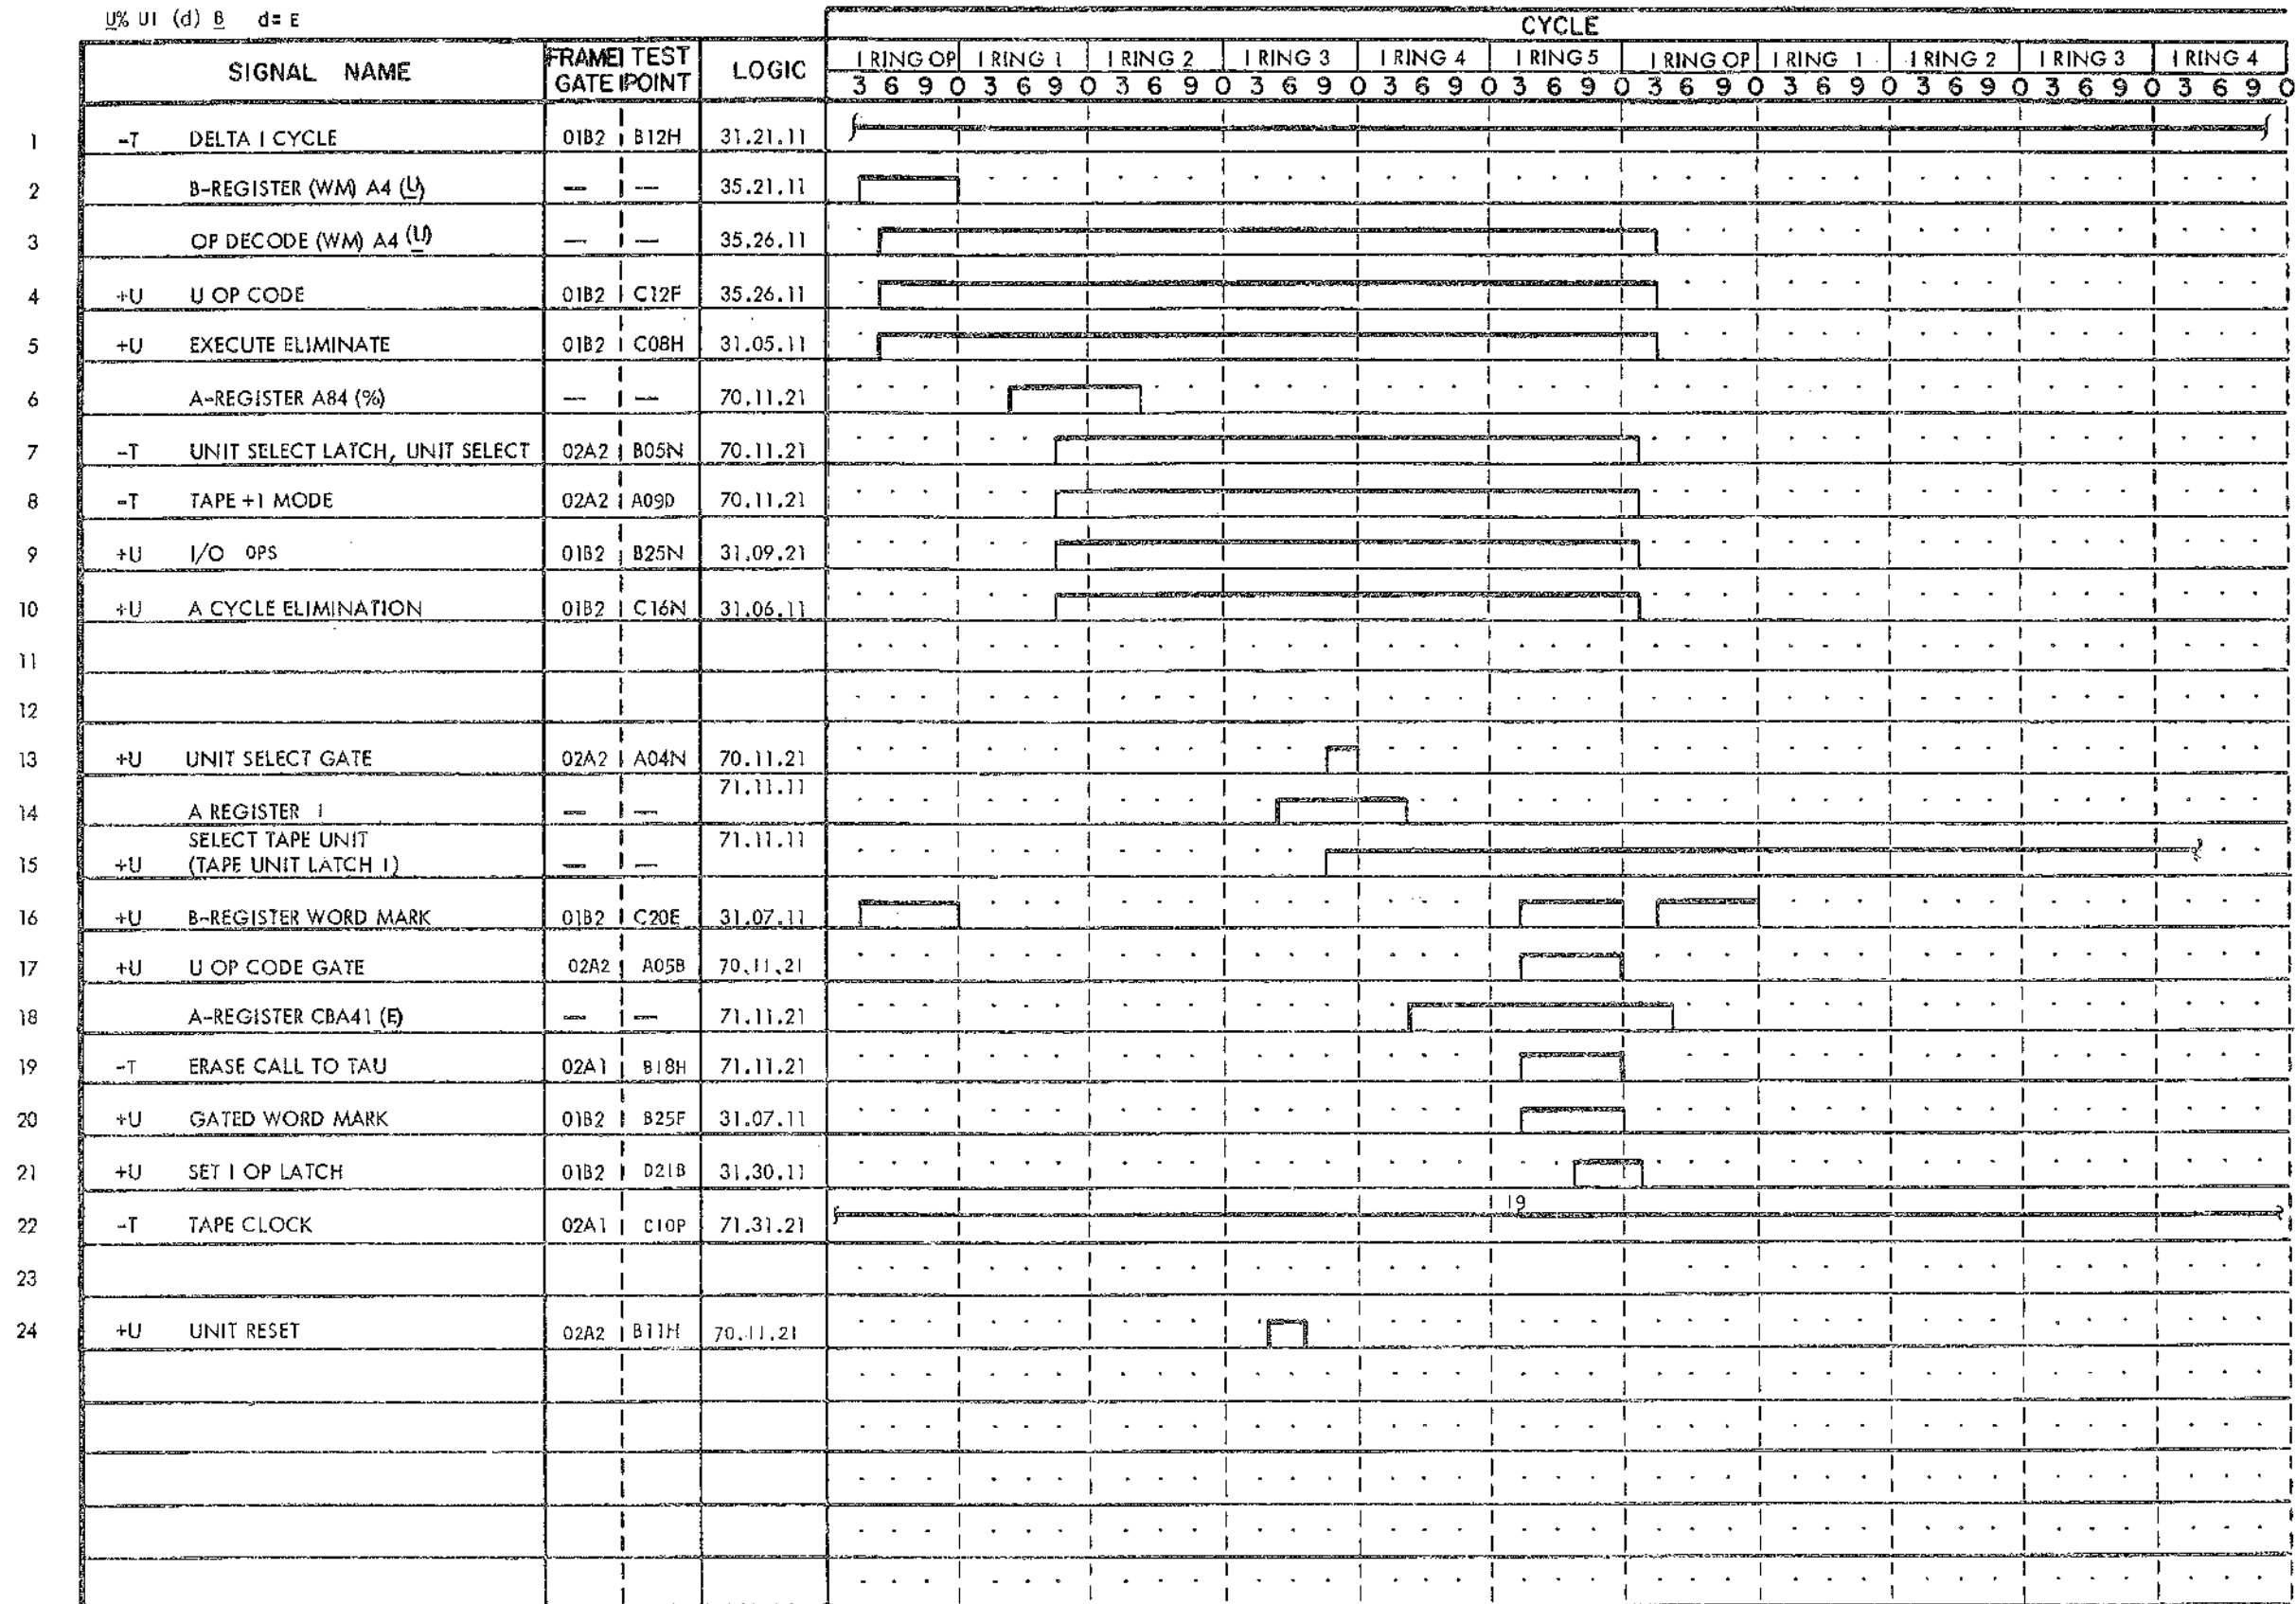 U% U1 (d) B d= E
CYCLE
SIGNAL NAME FRAME GATE TEST POINT LOGIC I RING OP I RING 1 I RING 2 I RING 3 I RING 4 I RING 5 I RING OP I RING 1 I RING 2 I RING 3 I RING 4
3 6 9 0 3 6 9 0 3 6 9 0 3 6 9 0 3 6 9 0 3 6 9 0 3 6 9 0 3 6 9 0 3 6 9 0 3 6 9 0 3 6 9 0
1 -T DELTA I CYCLE 01B2 B12H 31.21.11
2 B-REGISTER (WM) A4 (U) — — 35.21.11
3 OP DECODE (WM) A4 (U) — — 35.26.11
4 +U U OP CODE 01B2 C12F 35.26.11
5 +U EXECUTE ELIMINATE 01B2 C08H 31.05.11
6 A-REGISTER A84 (%) — — 70.11.21
7 -T UNIT SELECT LATCH, UNIT SELECT 02A2 B05N 70.11.21
8 -T TAPE +1 MODE 02A2 A09D 70.11.21
9 +U I/O OPS 01B2 B25N 31.09.21
10 +U A CYCLE ELIMINATION 01B2 C16N 31.06.11
11
12
13 +U UNIT SELECT GATE 02A2 A04N 70.11.21
14 A REGISTER 1 — — 71.11.11
15 +U SELECT TAPE UNIT (TAPE UNIT LATCH 1) — — 71.11.11
16 +U B-REGISTER WORD MARK 01B2 C20E 31.07.11
17 +U U OP CODE GATE 02A2 A05B 70.11.21
18 A-REGISTER CBA41 (E) — — 71.11.21
19 -T ERASE CALL TO TAU 02A1 B18H 71.11.21
20 +U GATED WORD MARK 01B2 B25F 31.07.11
21 +U SET I OP LATCH 01B2 D21B 31.30.11
22 -T TAPE CLOCK 02A1 C10P 71.31.21 19
23
24 +U UNIT RESET 02A2 B11H 70.11.21